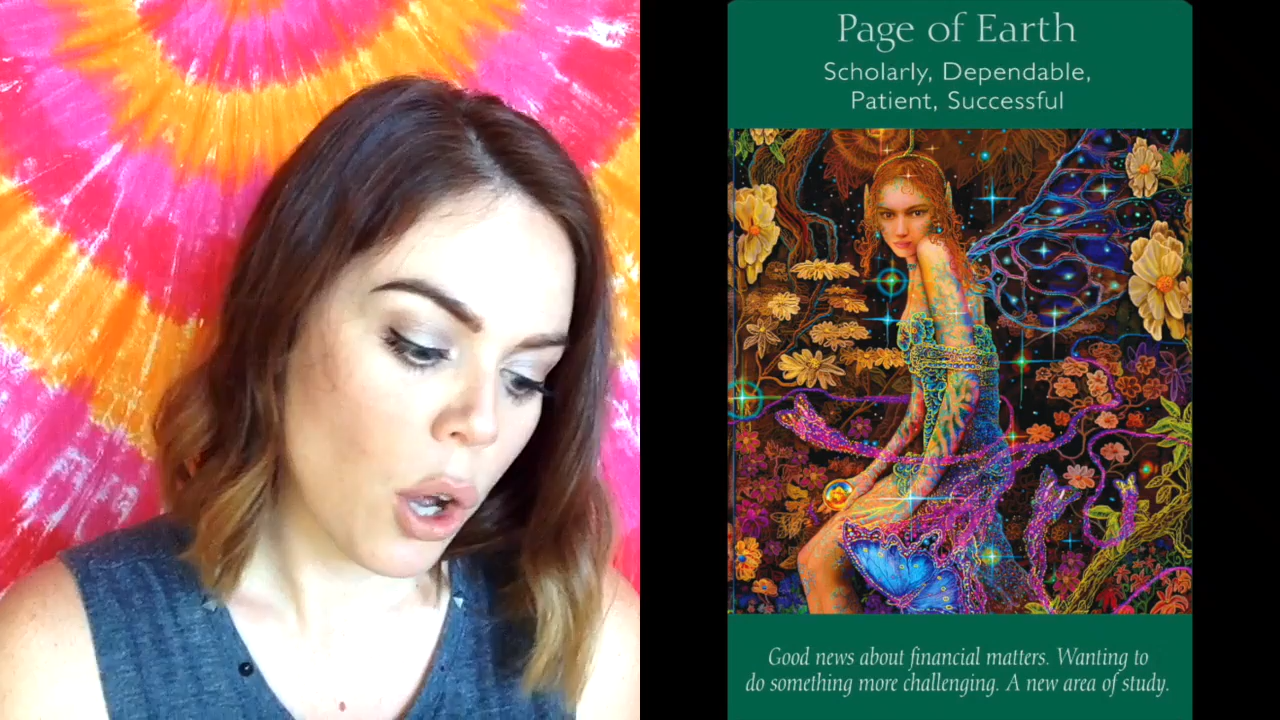 Page of Earth
Scholarly, Dependable,
Patient, Successful
Good news about financial matters. Wanting to
do something more challenging. A new area of study.